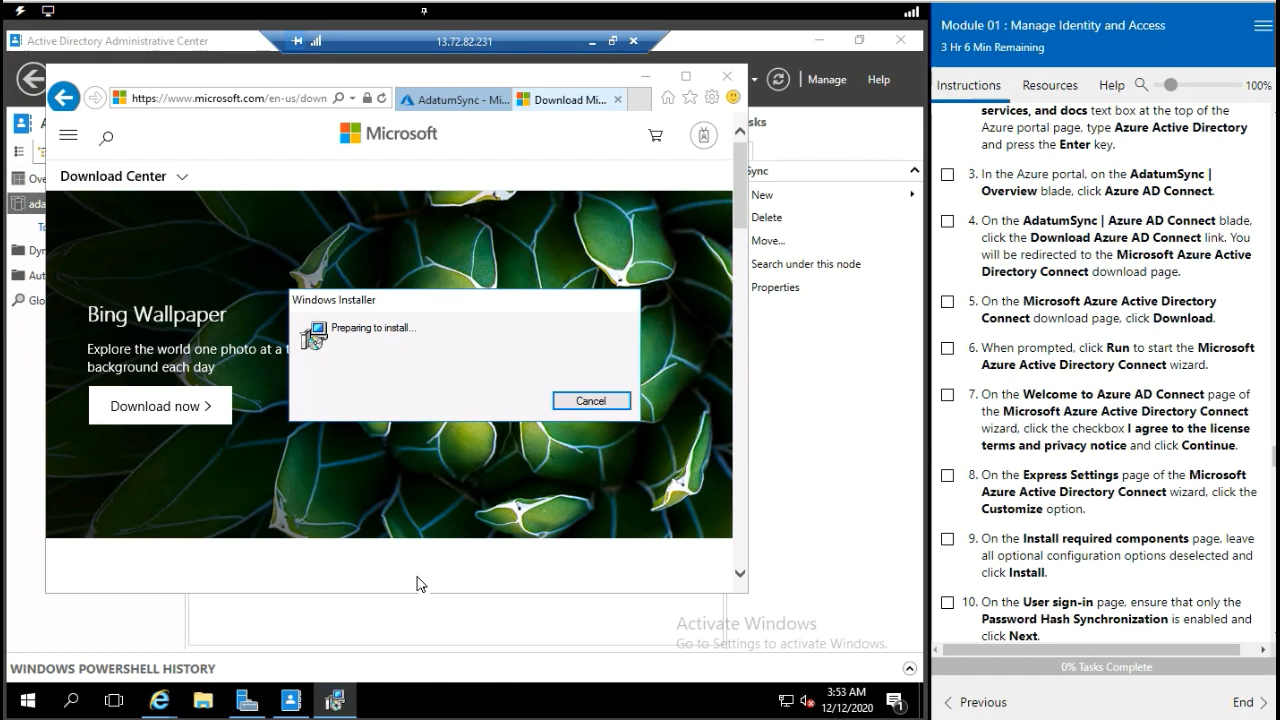 Active Directory Administrative Center
13.72.82.231
Manage
Help
https://www.microsoft.com/en-us/down
AdatumSync - Mi...
Download Mi...
Microsoft
Download Center
Bing Wallpaper
Explore the world one photo at a t
background each day
Download now
Windows Installer
Preparing to install...
Cancel
Ove
ada
Dyn
Aut
Glo
sks
Sync
New
Delete
Move...
Search under this node
Properties
Activate Windows
Go to Settings to activate Windows.
WINDOWS POWERSHELL HISTORY
3:53 AM
12/12/2020
1
Module 01 : Manage Identity and Access
3 Hr 6 Min Remaining
Instructions
Resources
Help
100%
services, and docs text box at the top of the
Azure portal page, type Azure Active Directory
and press the Enter key.
3. In the Azure portal, on the AdatumSync |
Overview blade, click Azure AD Connect.
4. On the AdatumSync | Azure AD Connect blade,
click the Download Azure AD Connect link. You
will be redirected to the Microsoft Azure Active
Directory Connect download page.
5. On the Microsoft Azure Active Directory
Connect download page, click Download.
6. When prompted, click Run to start the Microsoft
Azure Active Directory Connect wizard.
7. On the Welcome to Azure AD Connect page of
the Microsoft Azure Active Directory Connect
wizard, click the checkbox I agree to the license
terms and privacy notice and click Continue.
8. On the Express Settings page of the Microsoft
Azure Active Directory Connect wizard, click the
Customize option.
9. On the Install required components page, leave
all optional configuration options deselected and
click Install.
10. On the User sign-in page, ensure that only the
Password Hash Synchronization is enabled and
click Next.
0% Tasks Complete
Previous
End